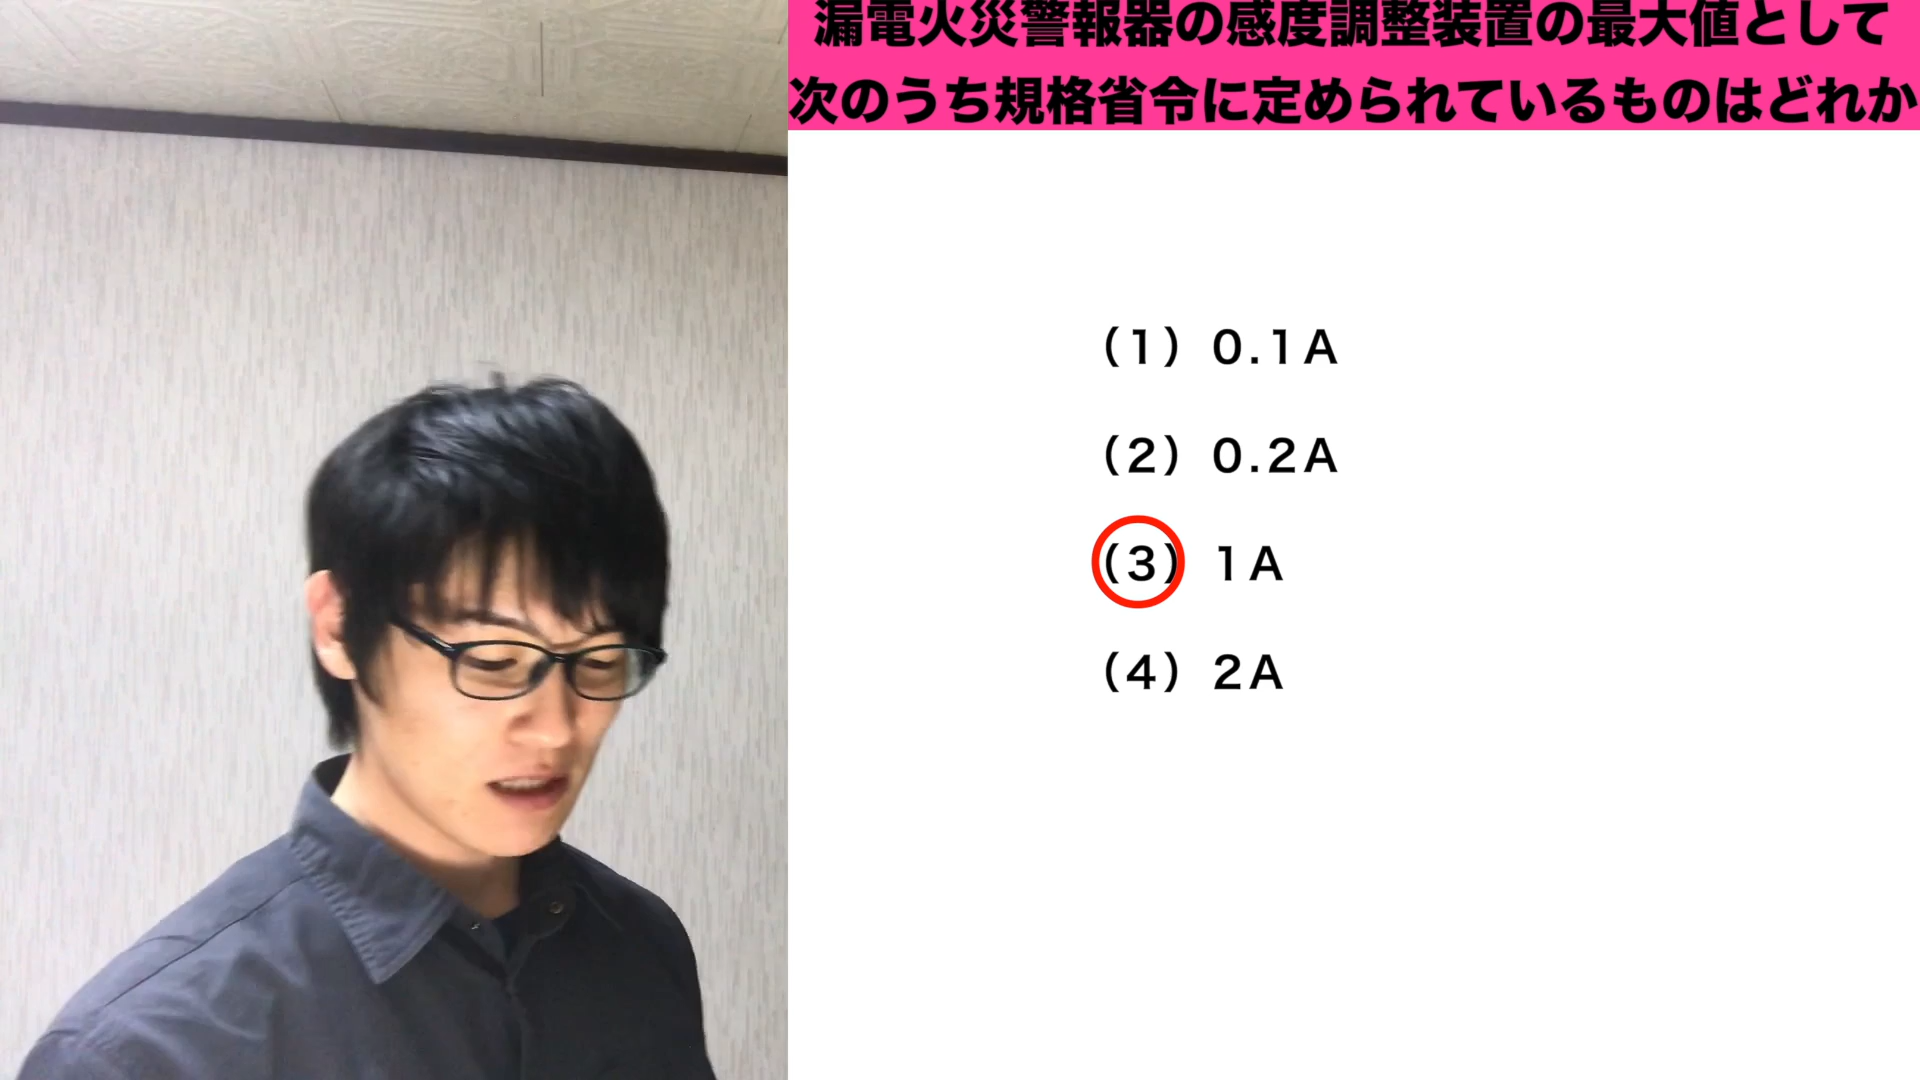 漏電火災警報器の感度調整装置の最大値として
次のうち規格省令に定められているものはどれか
（1）0.1A
（2）0.2A
（3）1A
（4）2A